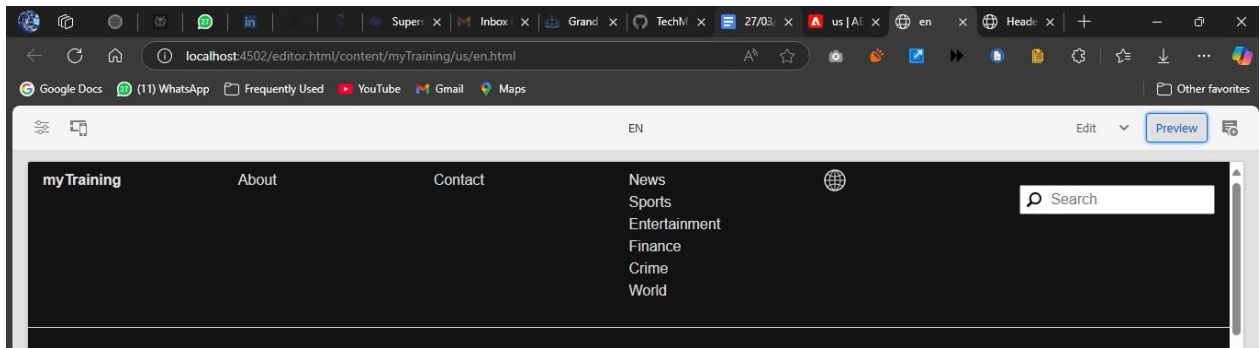 27 in Supers Inbox ( Grand TechM 27/03/ us | AE en Heade
localhost:4502/editor.html/content/myTraining/us/en.html
Google Docs (11) WhatsApp Frequently Used YouTube Gmail Maps Other favorites
EN Edit Preview
myTraining About Contact News
Sports
Entertainment
Finance
Crime
World
Search